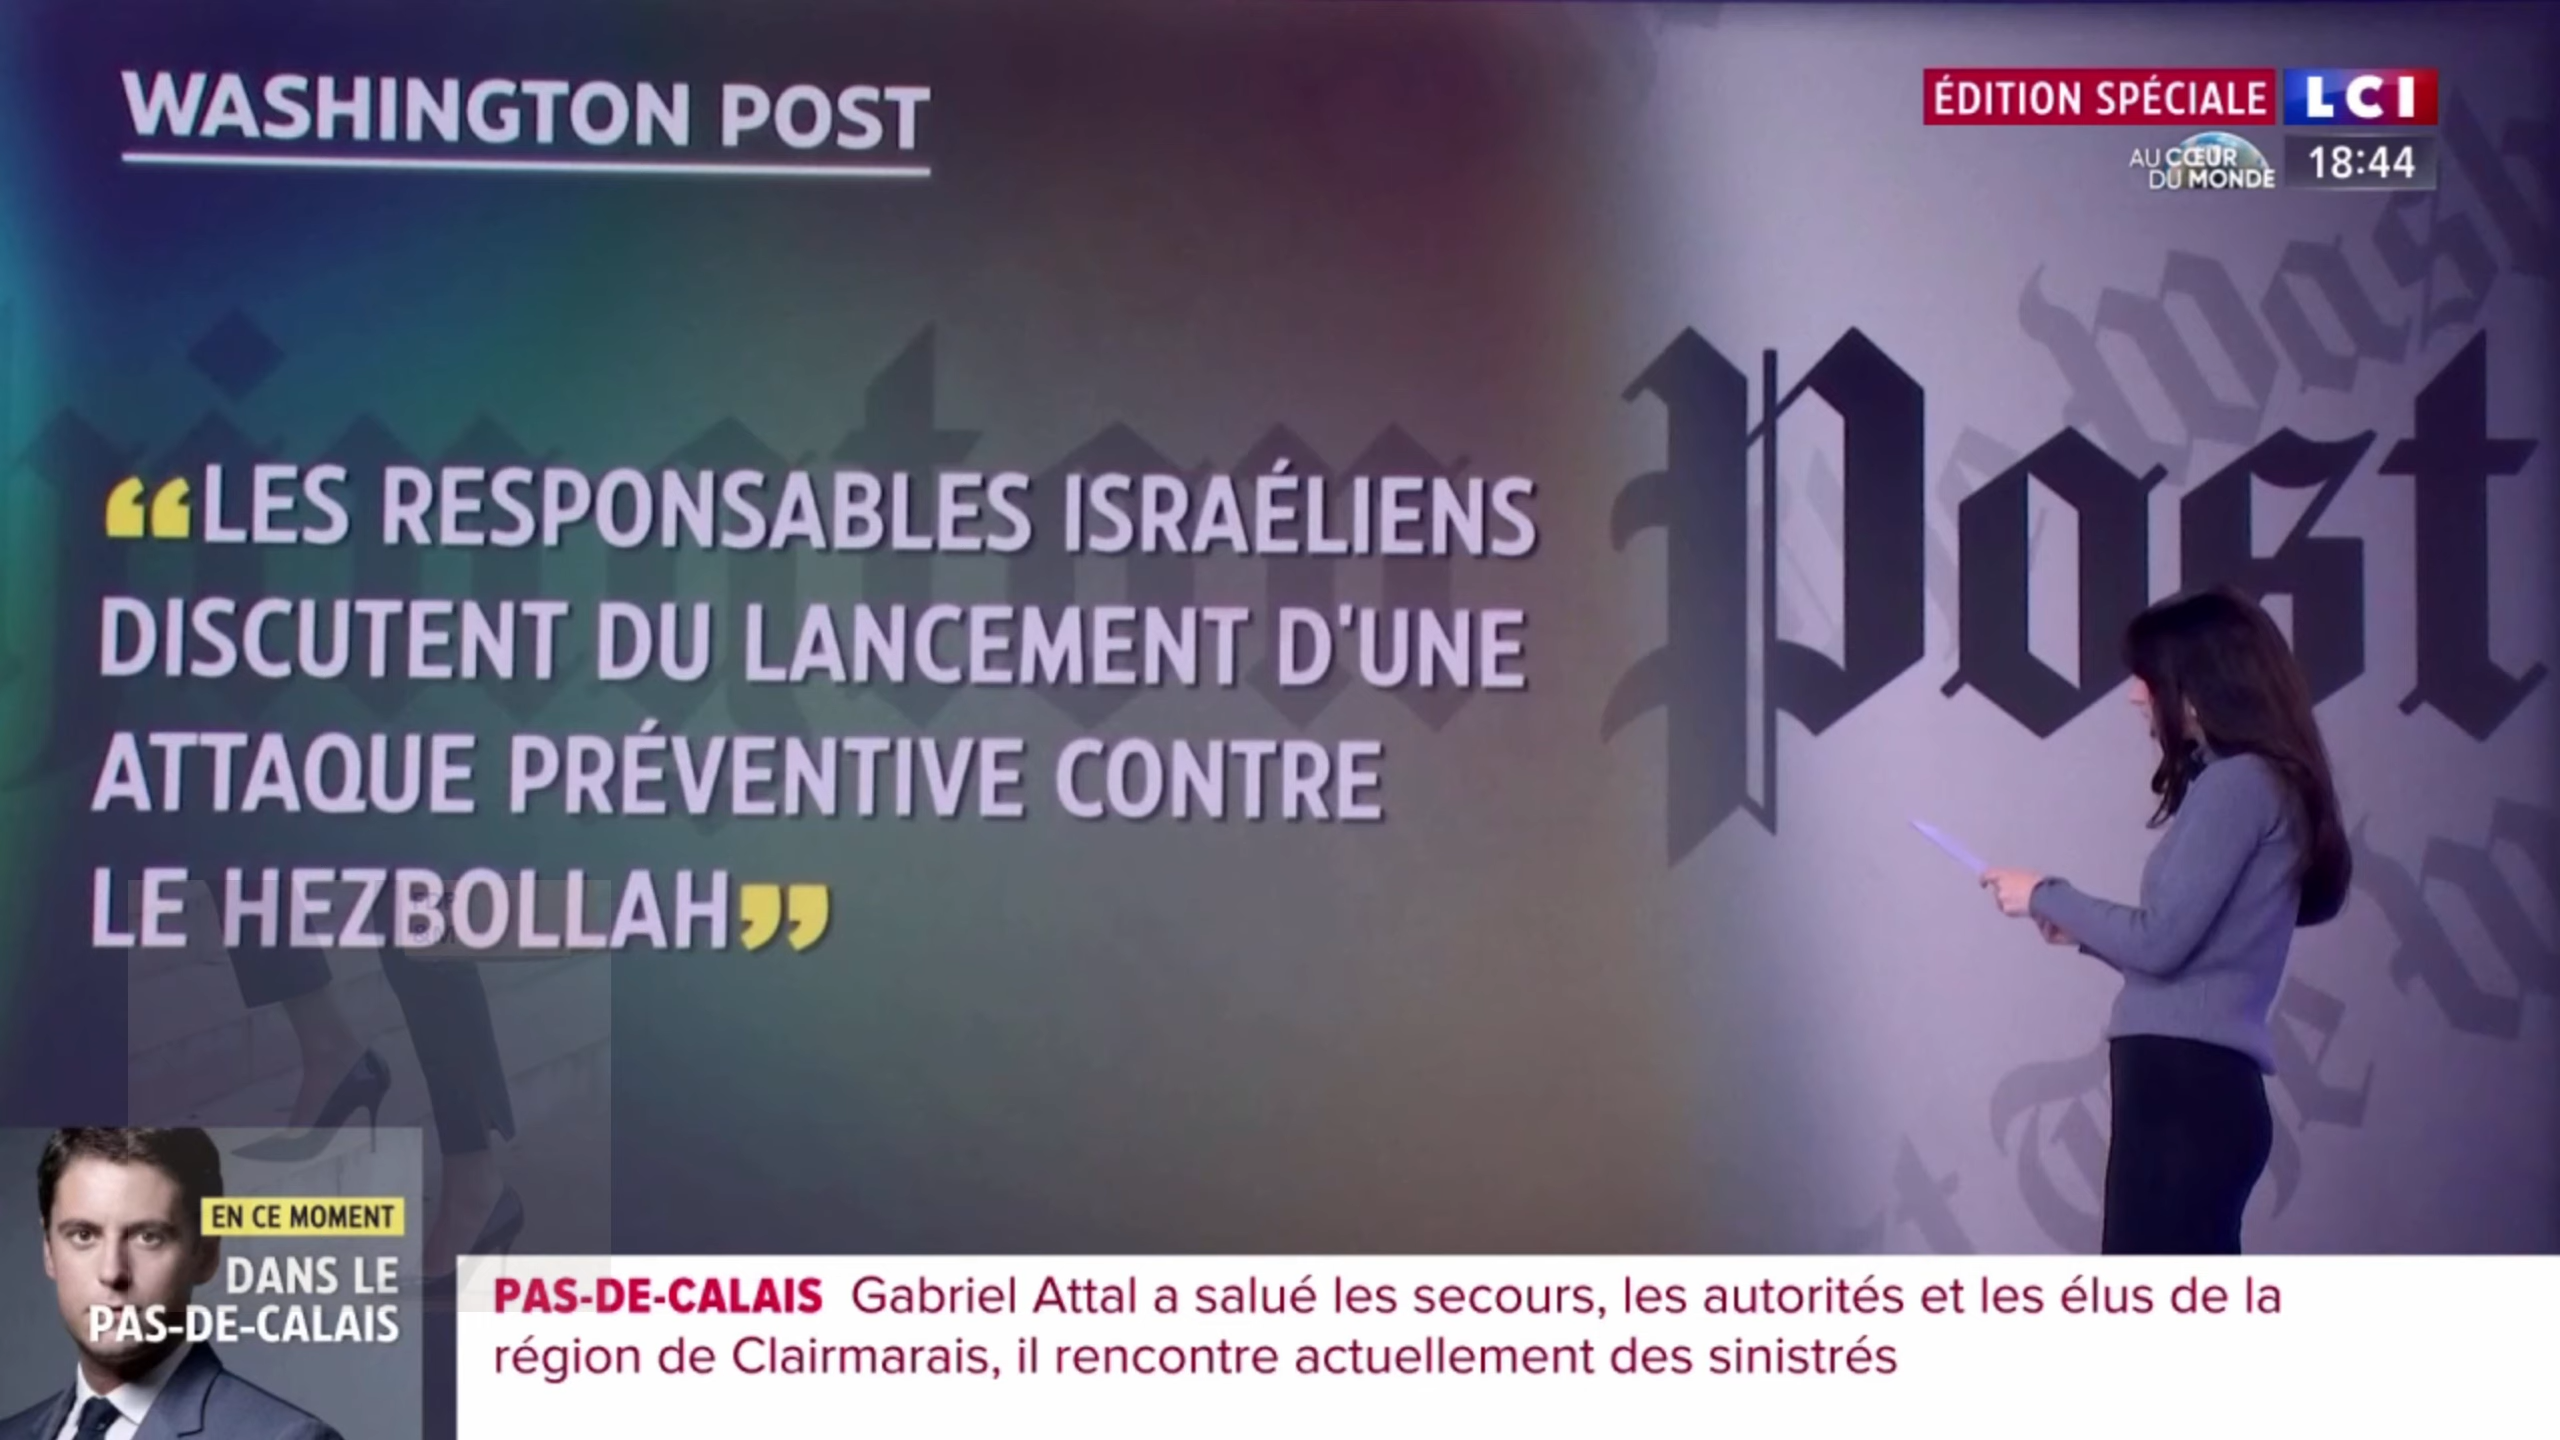 WASHINGTON POST
ÉDITION SPÉCIALE LCI
AU CŒUR
DU MONDE
18:44
Post
“LES RESPONSABLES ISRAÉLIENS
DISCUTENT DU LANCEMENT D'UNE
ATTAQUE PRÉVENTIVE CONTRE
LE HEZBOLLAH”
EN CE MOMENT
DANS LE
PAS-DE-CALAIS
PAS-DE-CALAIS Gabriel Attal a salué les secours, les autorités et les élus de la
région de Clairmarais, il rencontre actuellement des sinistrés